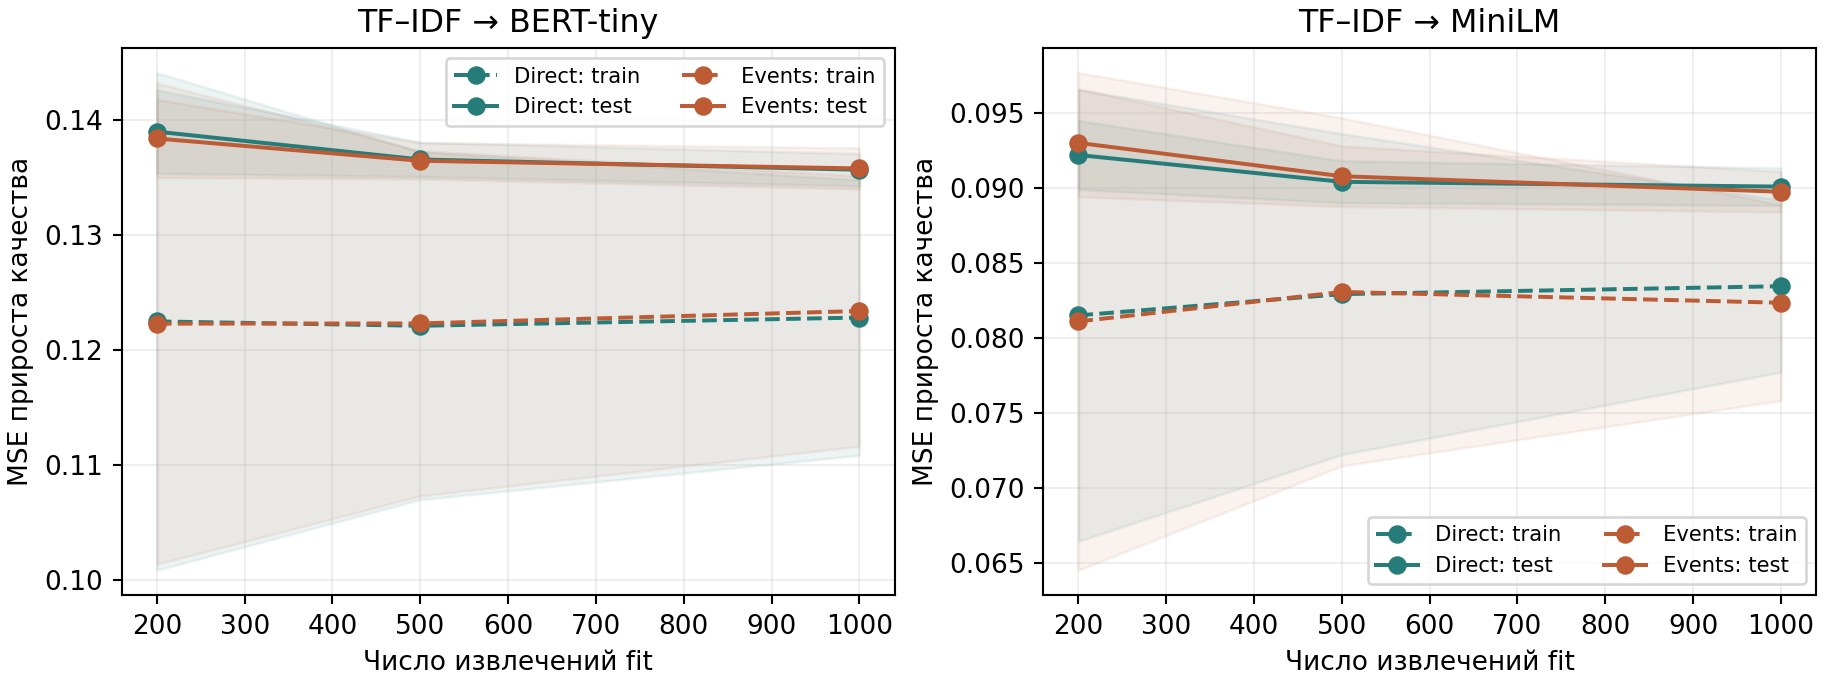 TF–IDF → BERT-tiny
MSE прироста качества
0.14
0.13
0.12
0.11
0.10
Direct: train
Events: train
Direct: test
Events: test
200 300 400 500 600 700 800 900 1000
Число извлечений fit
TF–IDF → MiniLM
MSE прироста качества
0.095
0.090
0.085
0.080
0.075
0.070
0.065
Direct: train
Events: train
Direct: test
Events: test
200 300 400 500 600 700 800 900 1000
Число извлечений fit